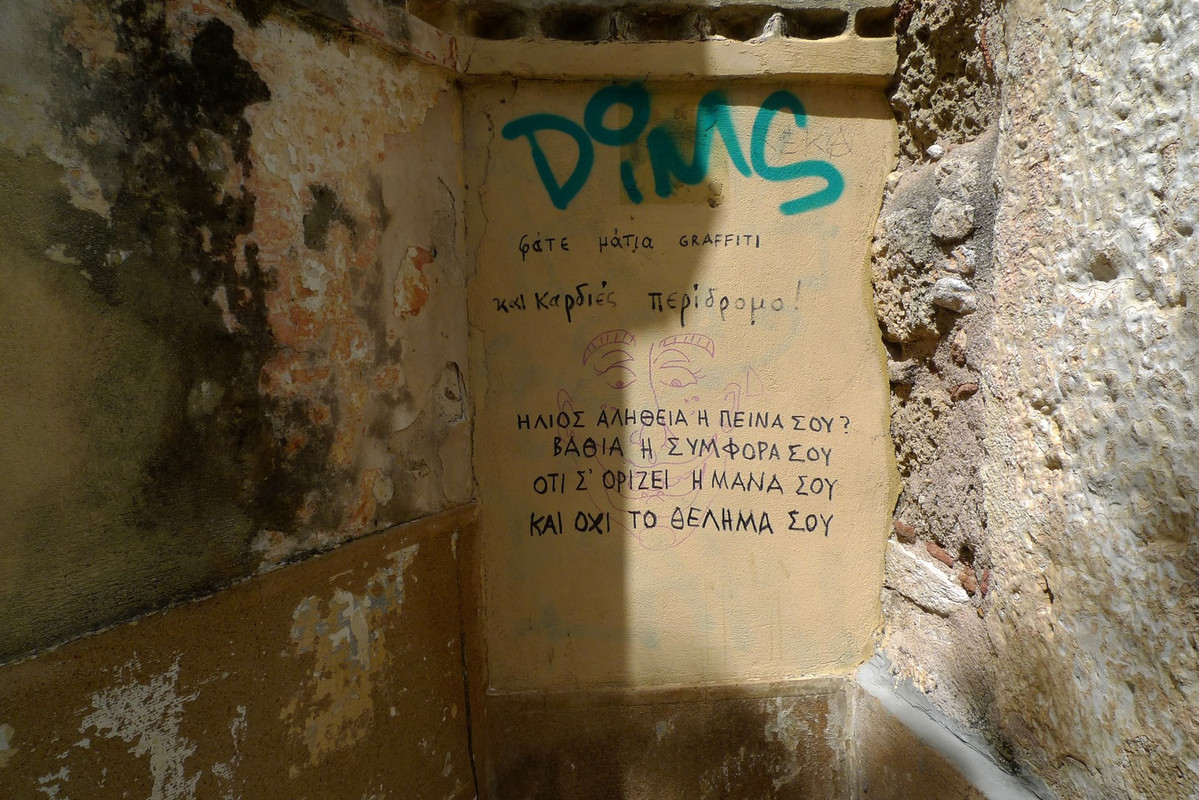 DiMS
φάτε μάτια GRAFFITI
και καρδιές περίδρομο!
ΗΛΙΟΣ ΑΛΗΘΕΙΑ Η ΠΕΙΝΑ ΣΟΥ?
ΒΑΘΙΑ Η ΣΥΜΦΟΡΑ ΣΟΥ
ΟΤΙ Σ' ΟΡΙΖΕΙ Η ΜΑΝΑ ΣΟΥ
ΚΑΙ ΟΧΙ ΤΟ ΘΕΛΗΜΑ ΣΟΥ